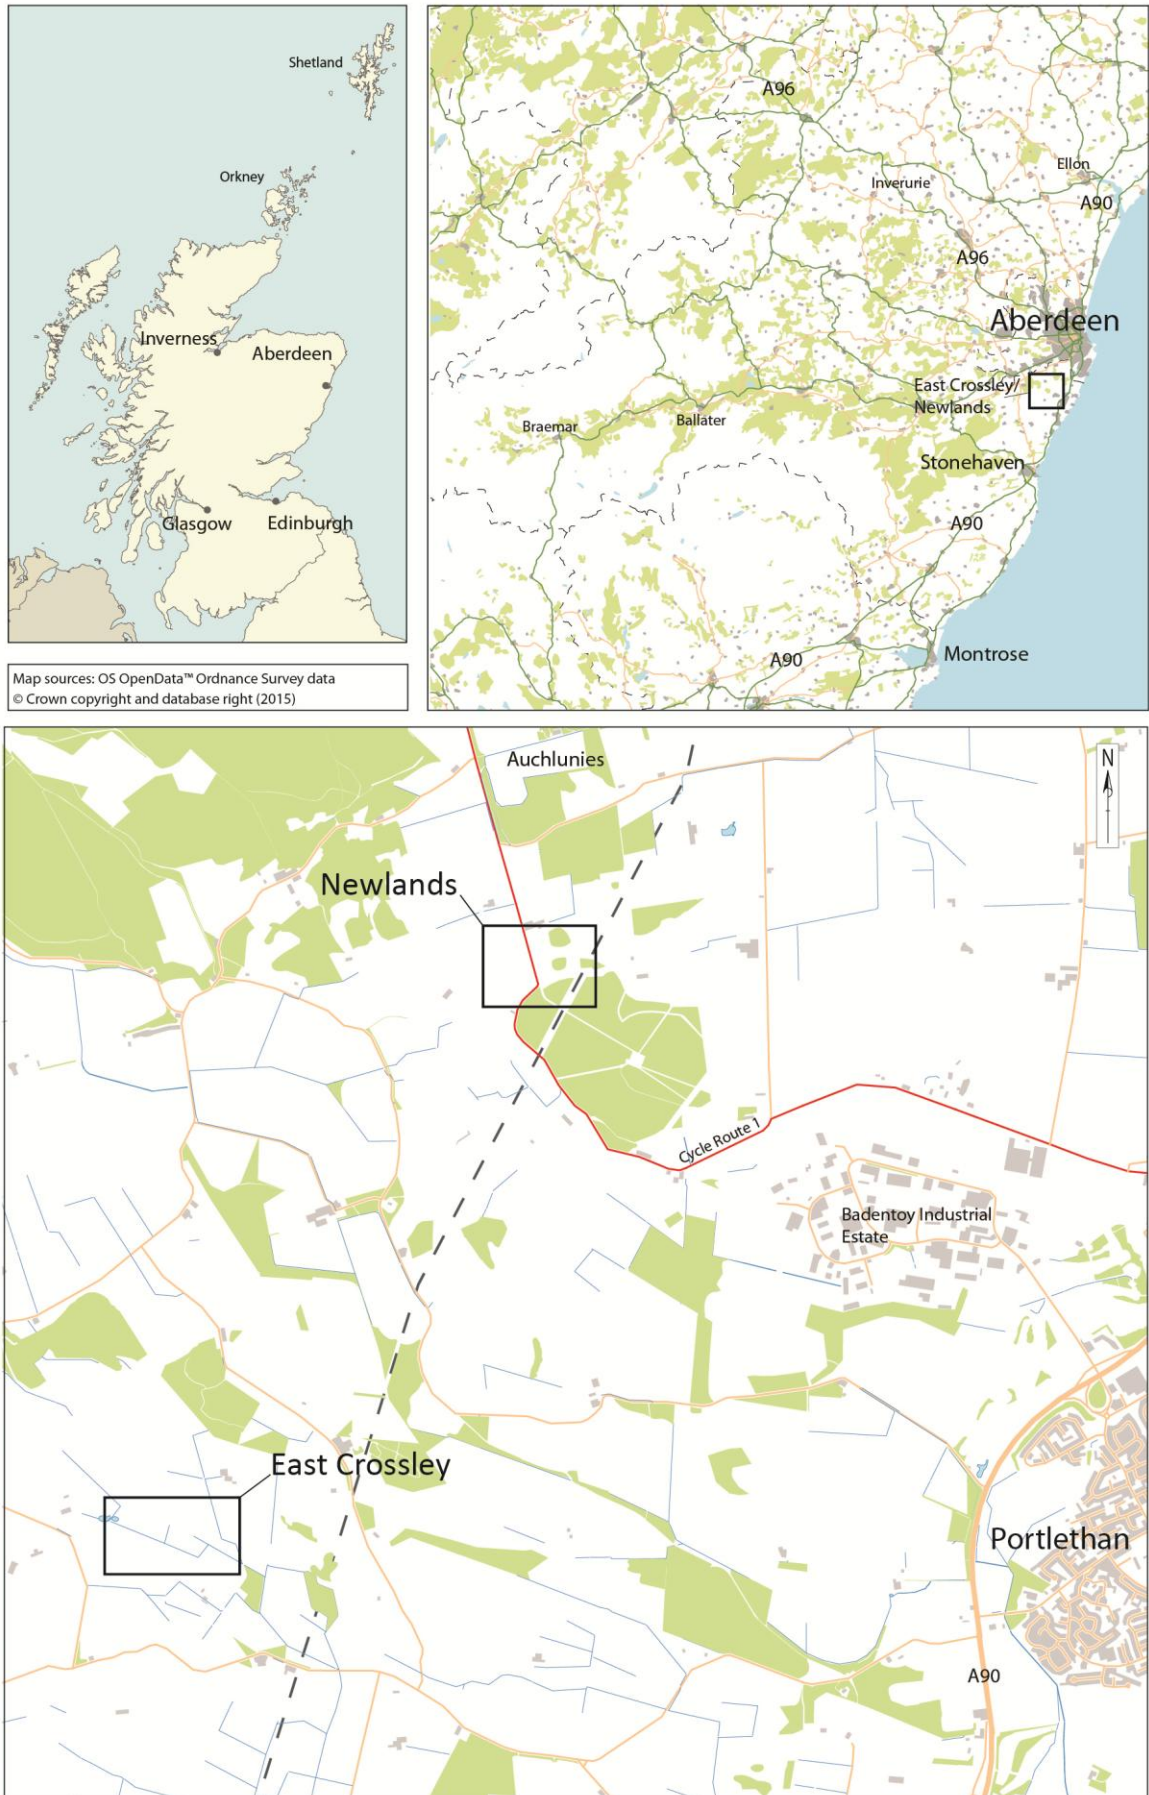 Shetland
Orkney
Inverness
Aberdeen
Glasgow
Edinburgh
Map sources: OS OpenData™ Ordnance Survey data
© Crown copyright and database right (2015)
A96
Ellon
Inverurie
A90
A96
Aberdeen
East Crossley/
Newlands
Braemar
Ballater
Stonehaven
A90
A90
Montrose
Auchlunies
N
Newlands
Cycle Route 1
Badentoy Industrial
Estate
East Crossley
Portlethan
A90